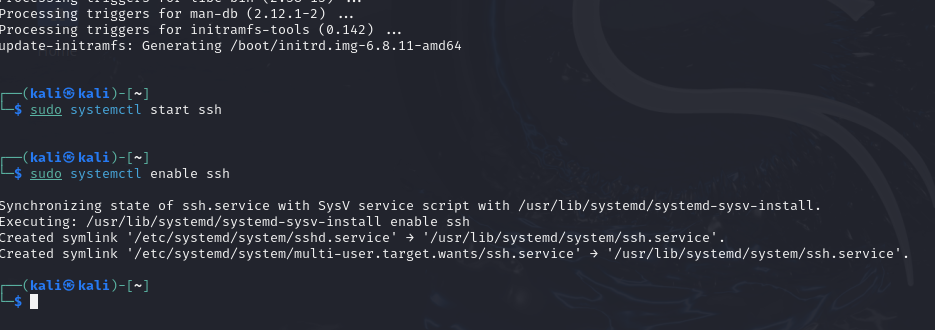 Processing triggers for man-db (2.12.1-2) ...
Processing triggers for initramfs-tools (0.142) ...
update-initramfs: Generating /boot/initrd.img-6.8.11-amd64
┌──(kali㉿kali)-[~]
└─$ sudo systemctl start ssh
┌──(kali㉿kali)-[~]
└─$ sudo systemctl enable ssh
Synchronizing state of ssh.service with SysV service script with /usr/lib/systemd/systemd-sysv-install.
Executing: /usr/lib/systemd/systemd-sysv-install enable ssh
Created symlink '/etc/systemd/system/sshd.service' → '/usr/lib/systemd/system/ssh.service'.
Created symlink '/etc/systemd/system/multi-user.target.wants/ssh.service' → '/usr/lib/systemd/system/ssh.service'.
┌──(kali㉿kali)-[~]
└─$